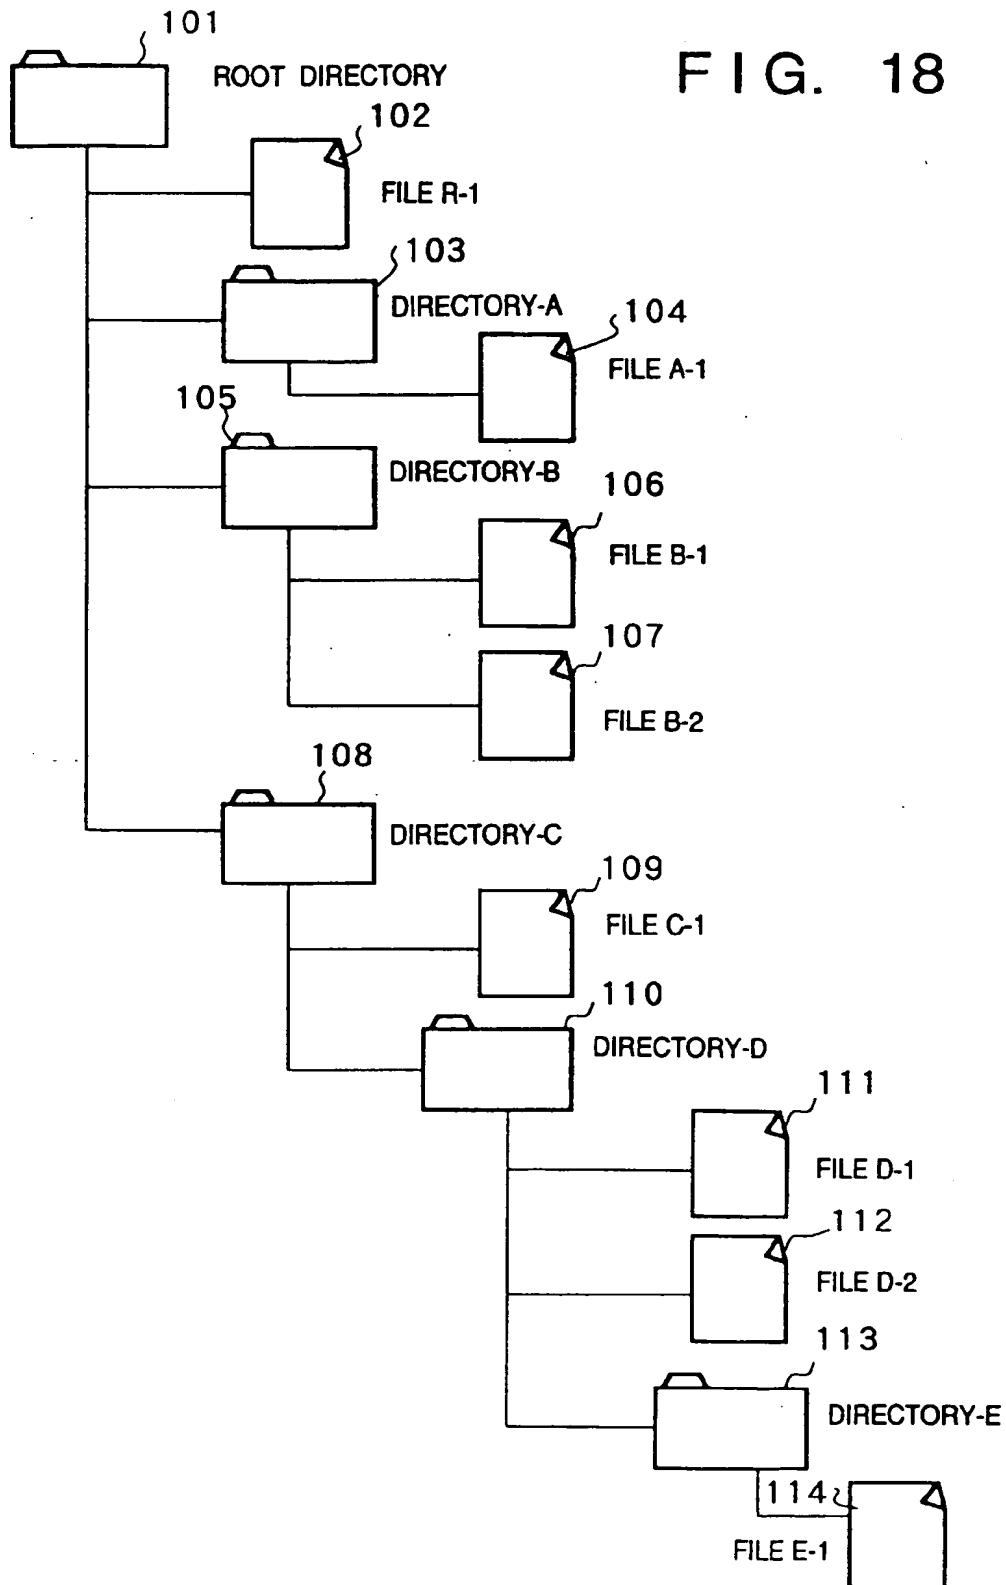 101
FIG. 18
ROOT DIRECTORY
102
FILE R-1
103
DIRECTORY-A
104
FILE A-1
105
DIRECTORY-B
106
FILE B-1
107
FILE B-2
108
DIRECTORY-C
109
FILE C-1
110
DIRECTORY-D
111
FILE D-1
112
FILE D-2
113
DIRECTORY-E
114
FILE E-1